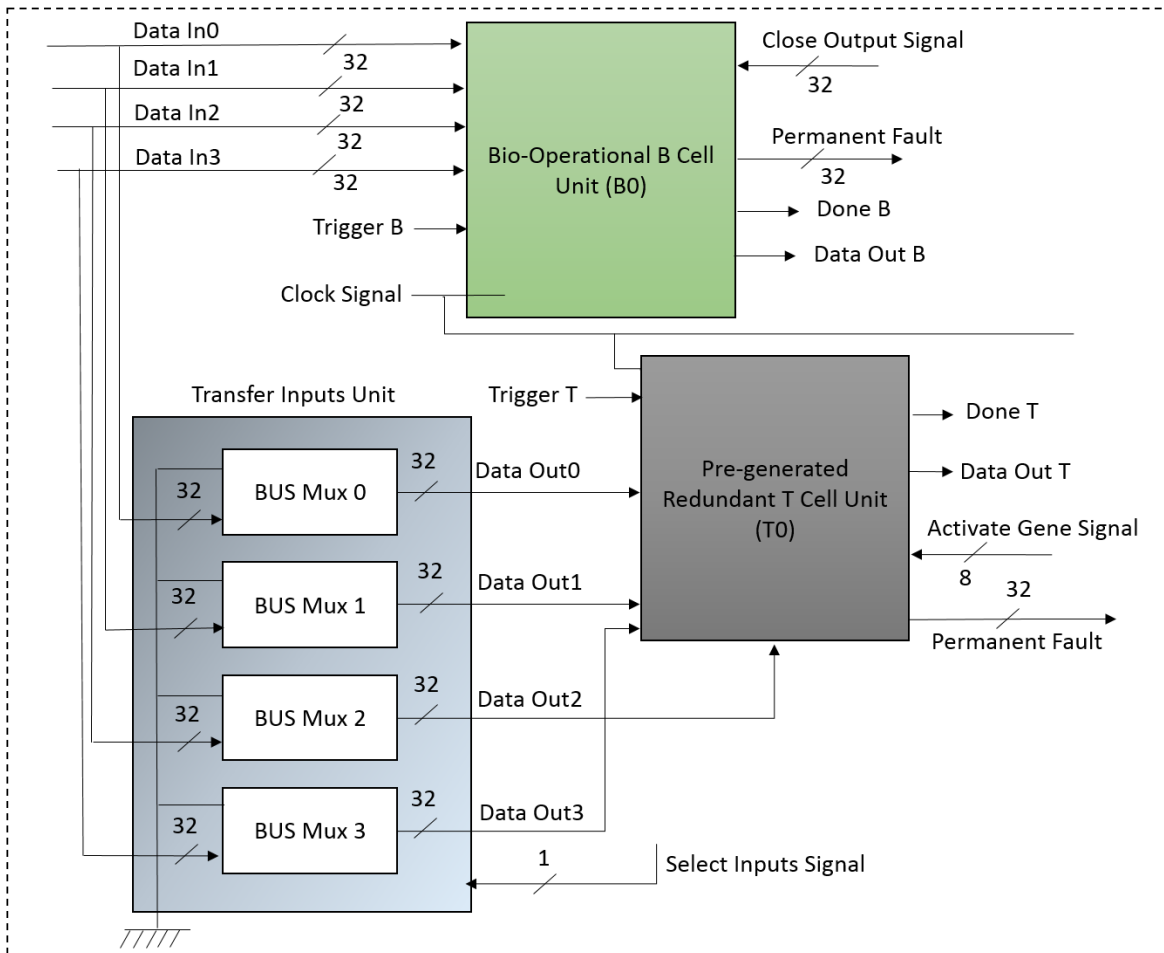 Data In0
32
Data In1
32
Data In2
32
Data In3
32
Trigger B
Clock Signal
Bio-Operational B Cell
Unit (B0)
Close Output Signal
32
Permanent Fault
32
Done B
Data Out B
Transfer Inputs Unit
32
BUS Mux 0
32
Data Out0
32
BUS Mux 1
32
Data Out1
32
BUS Mux 2
32
Data Out2
32
BUS Mux 3
32
Data Out3
1
Select Inputs Signal
Trigger T
Pre-generated
Redundant T Cell Unit
(T0)
Done T
Data Out T
Activate Gene Signal
8
32
Permanent Fault